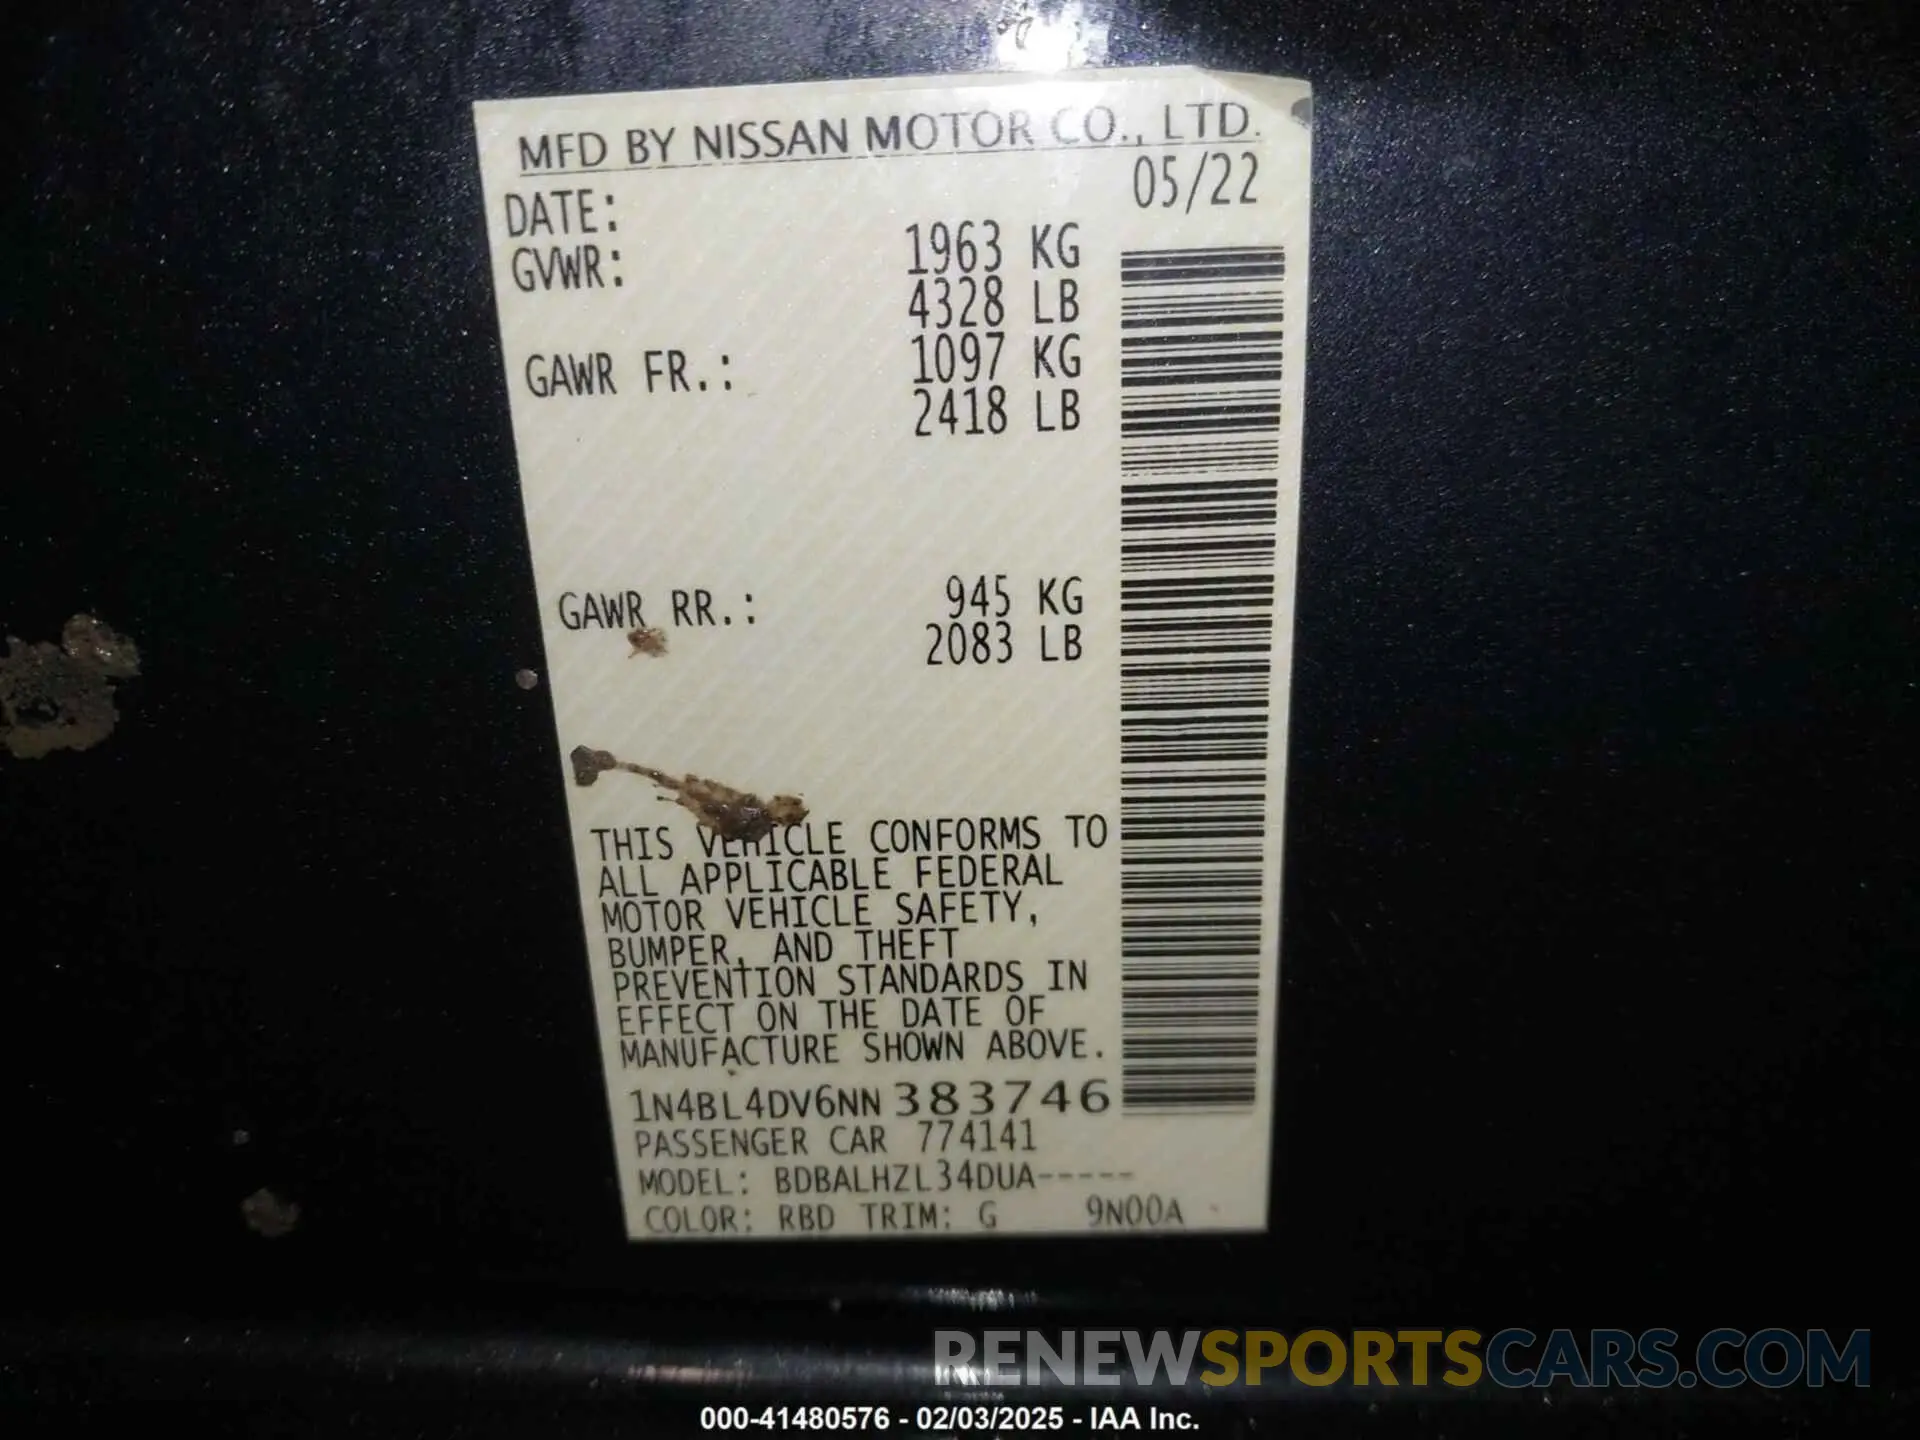 MFD BY NISSAN MOTOR CO., LTD.
DATE: 05/22
GVWR: 1963 KG
4328 LB
GAWR FR.: 1097 KG
2418 LB
GAWR RR.: 945 KG
2083 LB
THIS VEHICLE CONFORMS TO
ALL APPLICABLE FEDERAL
MOTOR VEHICLE SAFETY,
BUMPER, AND THEFT
PREVENTION STANDARDS IN
EFFECT ON THE DATE OF
MANUFACTURE SHOWN ABOVE.
1N4BL4DV6NN383746
PASSENGER CAR 774141
MODEL: BDBALHZL34DUA-----
COLOR: RBD TRIM: G 9N00A
RENEWSPORTSCARS.COM
000-41480576 - 02/03/2025 - IAA Inc.